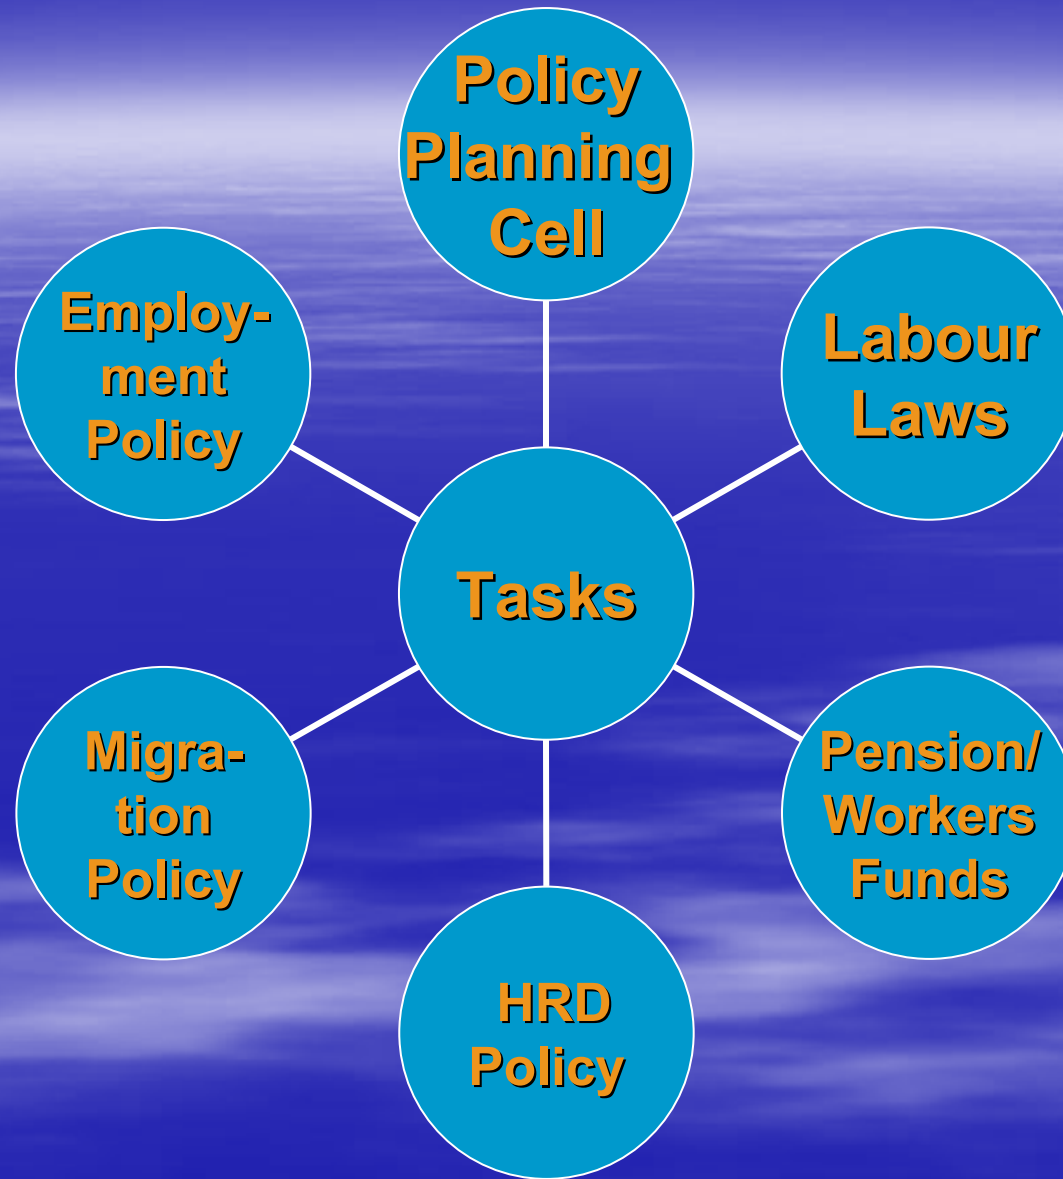 Policy
Planning
Cell
Employ-
ment
Policy
Labour
Laws
Tasks
Migra-
tion
Policy
Pension/
Workers
Funds
HRD
Policy